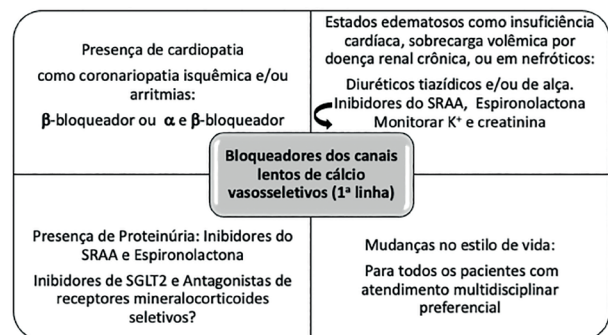 Presença de cardiopatia
como coronariopatia isquêmica e/ou
arritmias:
β-bloqueador ou α e β-bloqueador
Estados edematosos como insuficiência
cardíaca, sobrecarga volêmica por
doença renal crônica, ou em nefróticos:
Diuréticos tiazídicos e/ou de alça.
Inibidores do SRAA, Espironolactona
Monitorar K⁺ e creatinina
Bloqueadores dos canais
lentos de cálcio
vasosseletivos (1ª linha)
Presença de Proteinúria: Inibidores do
SRAA e Espironolactona
Inibidores de SGLT2 e Antagonistas de
receptores mineralocorticoides
seletivos?
Mudanças no estilo de vida:
Para todos os pacientes com
atendimento multidisciplinar
preferencial